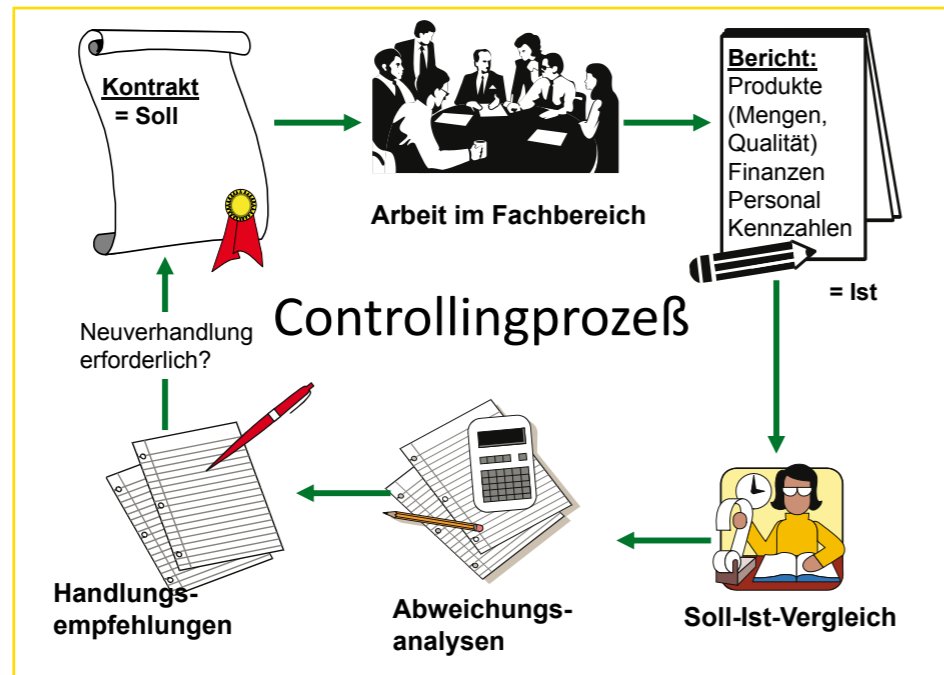 Kontrakt
= Soll
Arbeit im Fachbereich
Bericht:
Produkte
(Mengen,
Qualität)
Finanzen
Personal
Kennzahlen
= Ist
Controllingprozeß
Neuverhandlung
erforderlich?
Handlungs-
empfehlungen
Abweichungs-
analysen
Soll-Ist-Vergleich